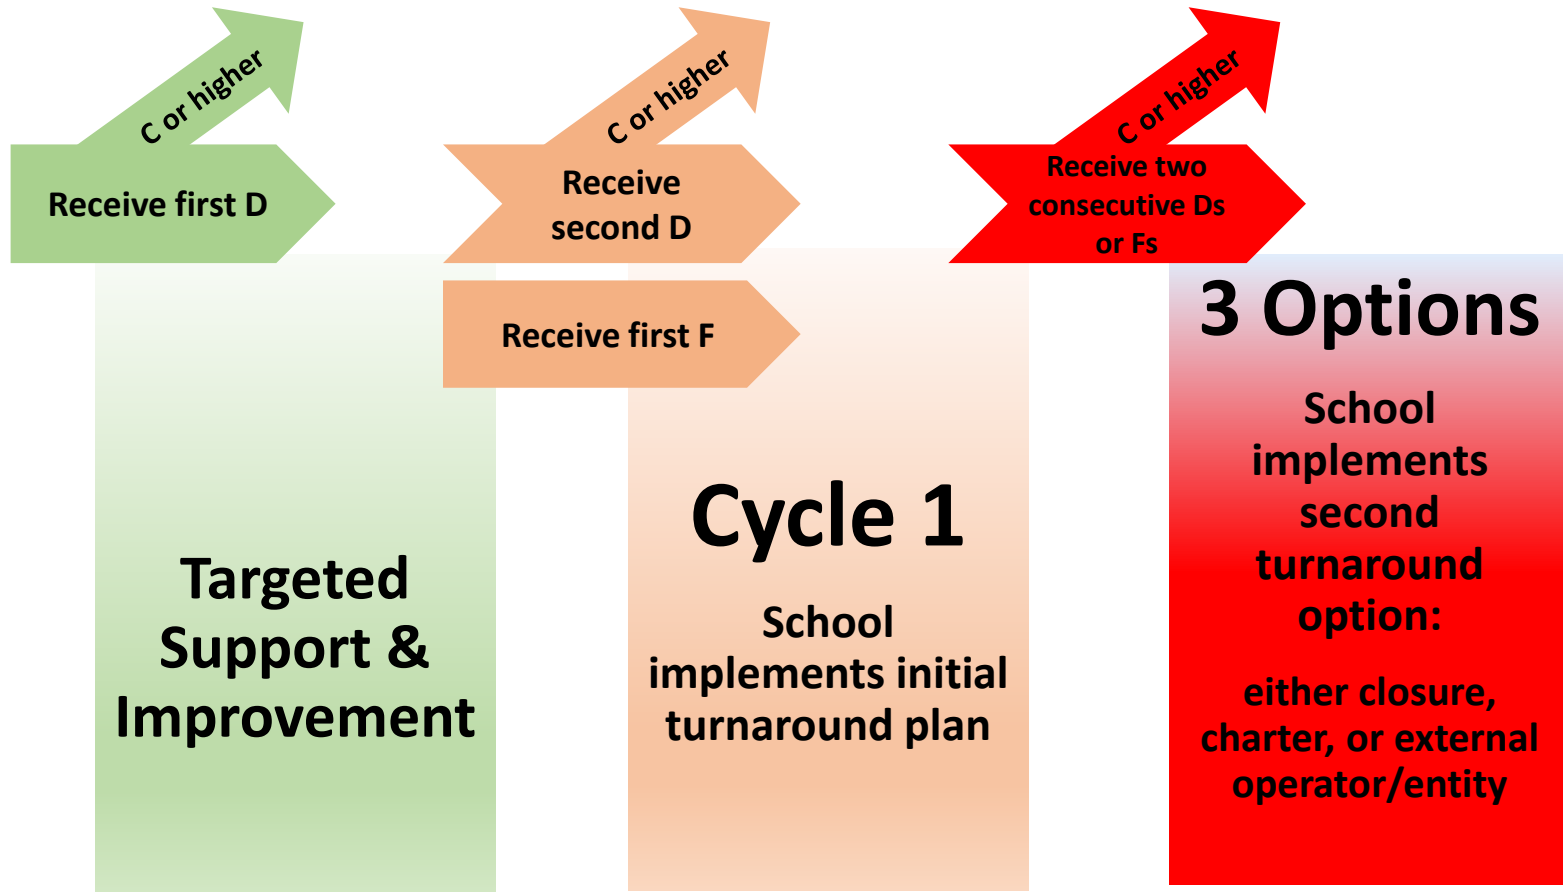 C or higher
Receive first D
Targeted
Support &
Improvement
C or higher
Receive
second D
Receive first F
Cycle 1
School
implements initial
turnaround plan
C or higher
Receive two
consecutive Ds
or Fs
3 Options
School
implements
second
turnaround
option:
either closure,
charter, or external
operator/entity